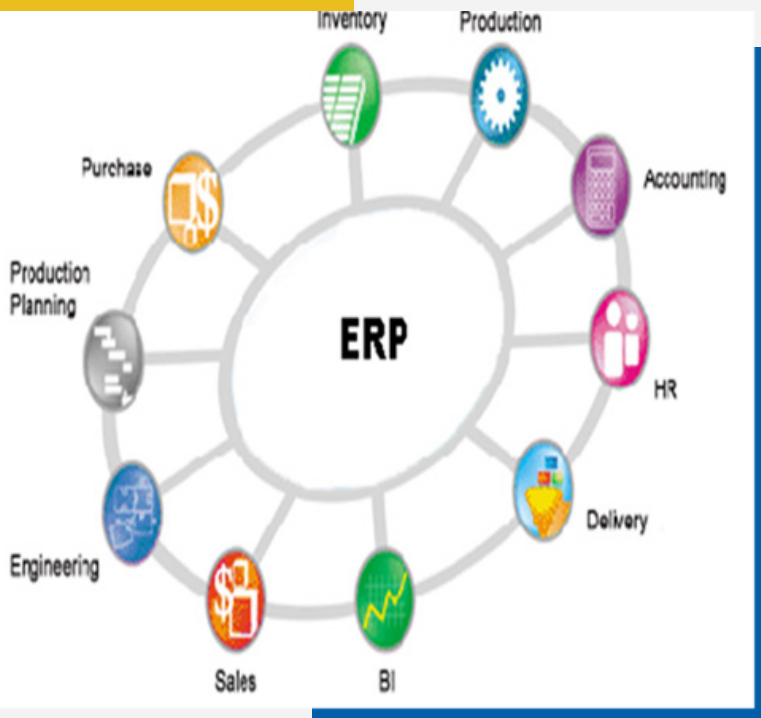 Inventory
Production
Purchase
Accounting
Production
Planning
ERP
HR
Delivery
Engineering
Sales
BI